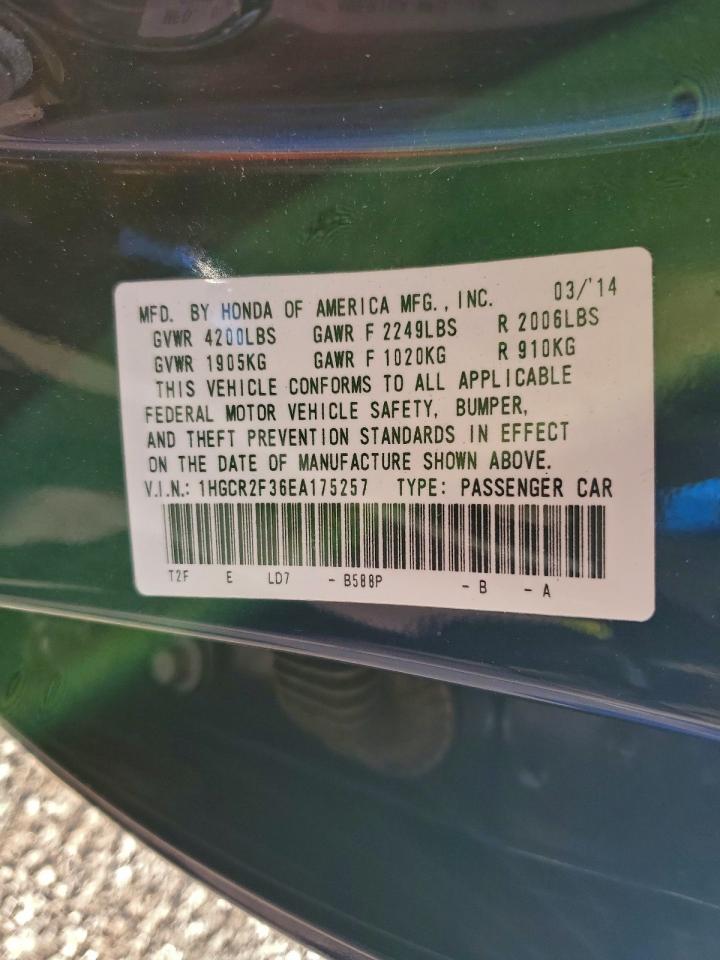 MFD. BY HONDA OF AMERICA MFG., INC. 03/'14
GVWR 4200LBS GAWR F 2249LBS R 2006LBS
GVWR 1905KG GAWR F 1020KG R 910KG
THIS VEHICLE CONFORMS TO ALL APPLICABLE
FEDERAL MOTOR VEHICLE SAFETY, BUMPER,
AND THEFT PREVENTION STANDARDS IN EFFECT
ON THE DATE OF MANUFACTURE SHOWN ABOVE.
V.I.N.: 1HGCR2F36EA175257 TYPE: PASSENGER CAR
T2F E LD7 - B588P - B - A